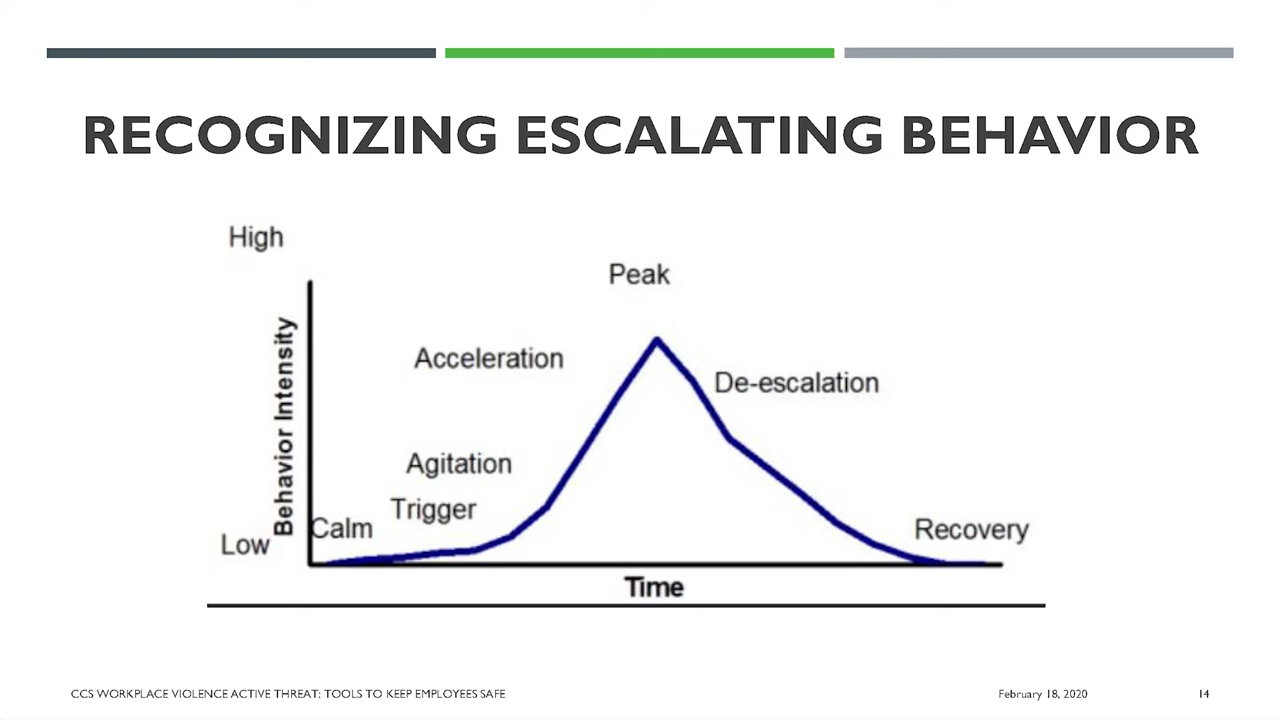 RECOGNIZING ESCALATING BEHAVIOR
High
Peak
Acceleration
De-escalation
Agitation
Trigger
Calm
Recovery
Low
Behavior Intensity
Time
CCS WORKPLACE VIOLENCE ACTIVE THREAT: TOOLS TO KEEP EMPLOYEES SAFE
February 18, 2020
14